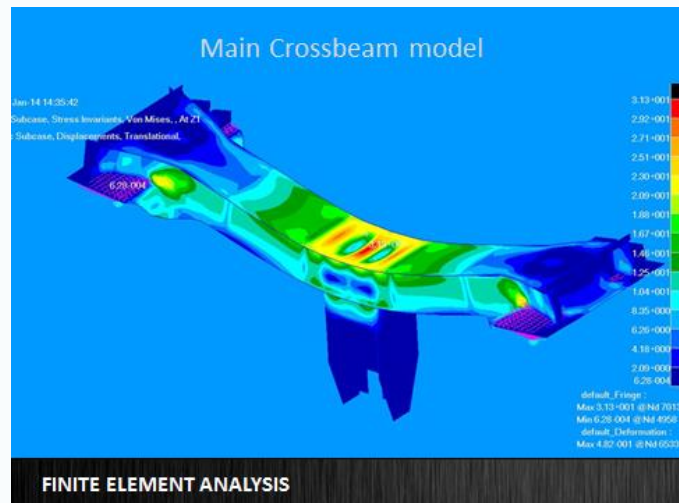 Main Crossbeam model
Jan-14 14:35:42
Subcase, Stress Invariants, Von Mises, , At Z1
: Subcase, Displacements, Translational,
3.13+001
2.92+001
2.71+001
2.51+001
2.30+001
2.09+001
1.88+001
1.67+001
1.46+001
1.25+001
1.04+001
8.35+000
6.26+000
4.18+000
2.09+000
6.28-004
6.28-004
default_Fringe :
Max 3.13+001 @Nd
Min 6.28-004 @Nd 4958
default_Deformation :
Max 4.82-001 @Nd 6533
FINITE ELEMENT ANALYSIS